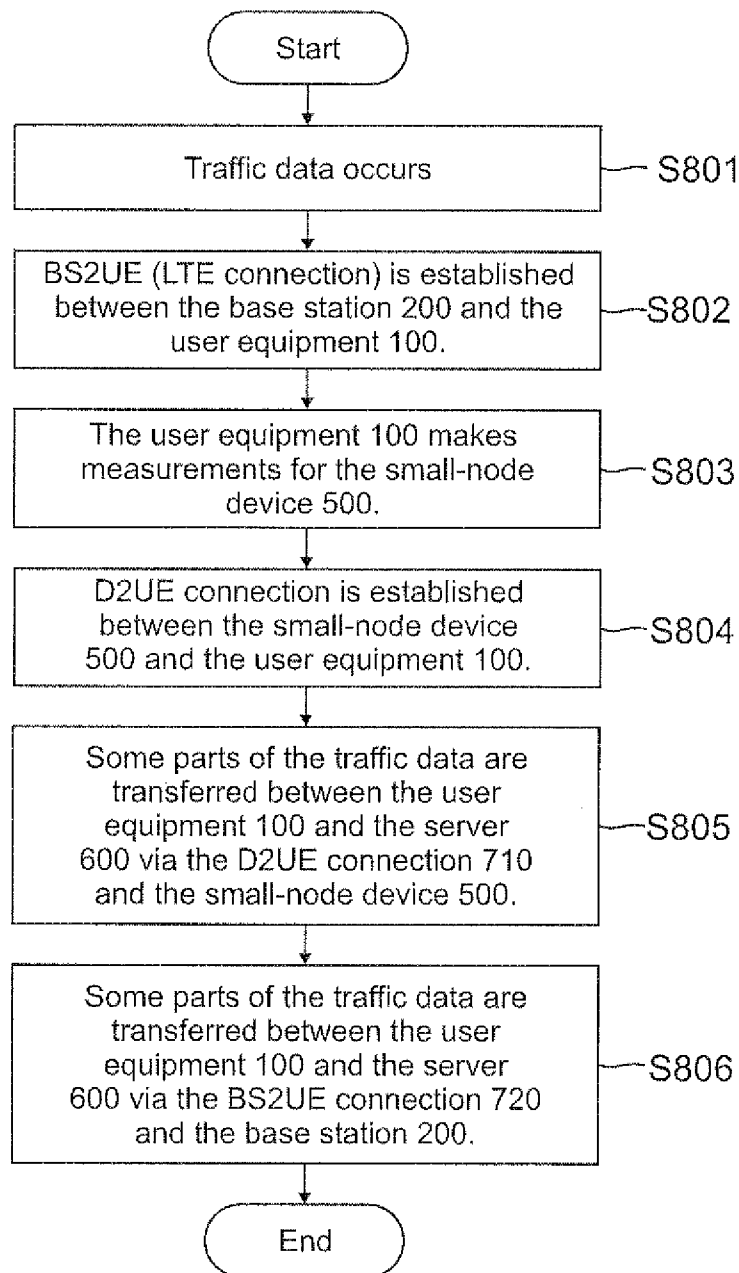 Start
Traffic data occurs
S801
BS2UE (LTE connection) is established
between the base station 200 and the
user equipment 100.
S802
The user equipment 100 makes
measurements for the small-node
device 500.
S803
D2UE connection is established
between the small-node device
500 and the user equipment 100.
S804
Some parts of the traffic data are
transferred between the user
equipment 100 and the server
600 via the D2UE connection 710
and the small-node device 500.
S805
Some parts of the traffic data are
transferred between the user
equipment 100 and the server
600 via the BS2UE connection 720
and the base station 200.
S806
End